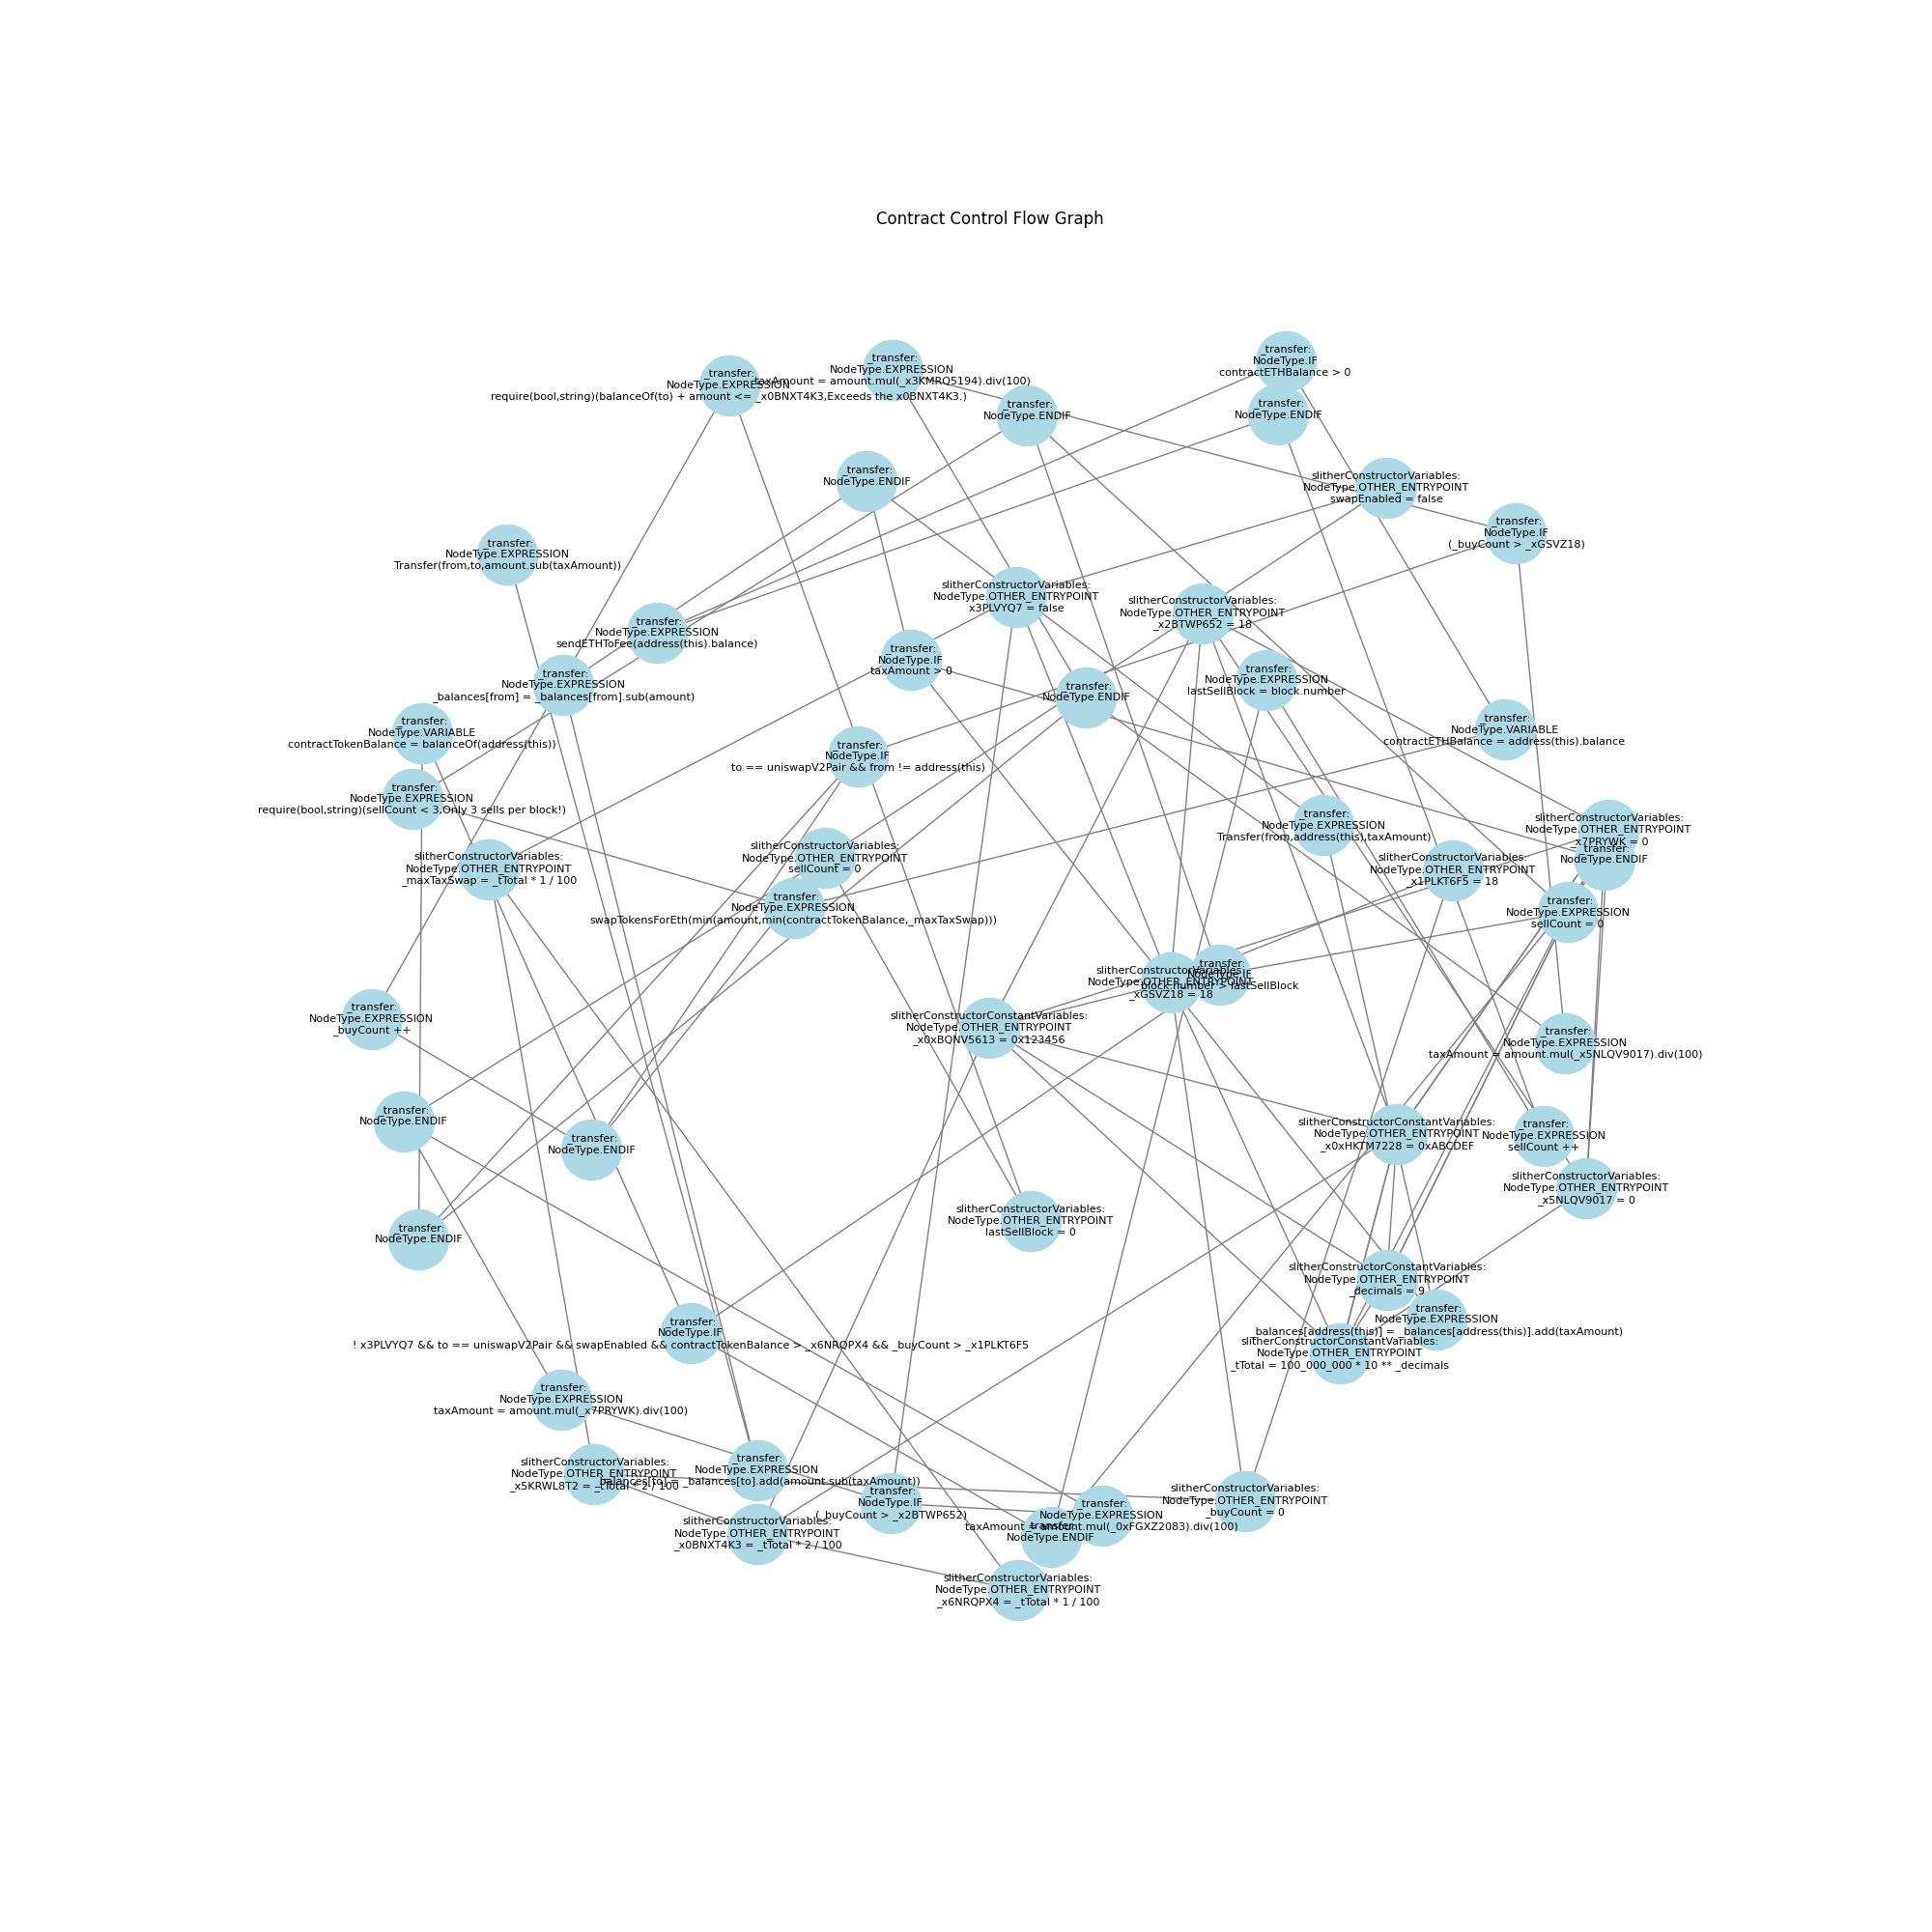 Contract Control Flow Graph
_transfer:
NodeType.IF
contractETHBalance > 0
_transfer:
NodeType.EXPRESSION
taxAmount = amount.mul(_x3KMRQ5194).div(100)
_transfer:
NodeType.EXPRESSION
require(bool,string)(balanceOf(to) + amount <= _x0BNXT4K3,Exceeds the x0BNXT4K3.)
_transfer:
NodeType.ENDIF
_transfer:
NodeType.ENDIF
_transfer:
NodeType.ENDIF
slitherConstructorVariables:
NodeType.OTHER_ENTRYPOINT
swapEnabled = false
_transfer:
NodeType.IF
(_buyCount > _xGSVZ18)
_transfer:
NodeType.EXPRESSION
Transfer(from,to,amount.sub(taxAmount))
slitherConstructorVariables:
NodeType.OTHER_ENTRYPOINT
x3PLVYQ7 = false
slitherConstructorVariables:
NodeType.OTHER_ENTRYPOINT
_x2BTWP652 = 18
_transfer:
NodeType.EXPRESSION
sendETHToFee(address(this).balance)
_transfer:
NodeType.IF
taxAmount > 0
_transfer:
NodeType.EXPRESSION
lastSellBlock = block.number
_transfer:
NodeType.EXPRESSION
_balances[from] = _balances[from].sub(amount)
_transfer:
NodeType.ENDIF
_transfer:
NodeType.VARIABLE
contractETHBalance = address(this).balance
_transfer:
NodeType.VARIABLE
contractTokenBalance = balanceOf(address(this))
_transfer:
NodeType.IF
to == uniswapV2Pair && from != address(this)
_transfer:
NodeType.EXPRESSION
require(bool,string)(sellCount < 3,Only 3 sells per block!)
_transfer:
NodeType.EXPRESSION
Transfer(from,address(this),taxAmount)
slitherConstructorVariables:
NodeType.OTHER_ENTRYPOINT
_x7PRYWK = 0
_transfer:
NodeType.ENDIF
slitherConstructorVariables:
NodeType.OTHER_ENTRYPOINT
sellCount = 0
slitherConstructorVariables:
NodeType.OTHER_ENTRYPOINT
_maxTaxSwap = _tTotal * 1 / 100
slitherConstructorVariables:
NodeType.OTHER_ENTRYPOINT
_x1PLKT6F5 = 18
_transfer:
NodeType.EXPRESSION
swapTokensForEth(min(amount,min(contractTokenBalance,_maxTaxSwap)))
_transfer:
NodeType.EXPRESSION
sellCount = 0
_transfer:
NodeType.IF
block.number > lastSellBlock
slitherConstructorVariables:
NodeType.OTHER_ENTRYPOINT
_xGSVZ18 = 18
_transfer:
NodeType.EXPRESSION
_buyCount ++
slitherConstructorConstantVariables:
NodeType.OTHER_ENTRYPOINT
_x0xBQNV5613 = 0x123456
_transfer:
NodeType.EXPRESSION
taxAmount = amount.mul(_x5NLQV9017).div(100)
_transfer:
NodeType.ENDIF
slitherConstructorConstantVariables:
NodeType.OTHER_ENTRYPOINT
_x0xHKTM7228 = 0xABCDEF
_transfer:
NodeType.EXPRESSION
sellCount ++
_transfer:
NodeType.ENDIF
slitherConstructorVariables:
NodeType.OTHER_ENTRYPOINT
_x5NLQV9017 = 0
slitherConstructorVariables:
NodeType.OTHER_ENTRYPOINT
lastSellBlock = 0
_transfer:
NodeType.ENDIF
slitherConstructorConstantVariables:
NodeType.OTHER_ENTRYPOINT
_decimals = 9
_transfer:
NodeType.EXPRESSION
_balances[address(this)] = _balances[address(this)].add(taxAmount)
_transfer:
NodeType.IF
! x3PLVYQ7 && to == uniswapV2Pair && swapEnabled && contractTokenBalance > _x6NRQPX4 && _buyCount > _x1PLKT6F5
slitherConstructorConstantVariables:
NodeType.OTHER_ENTRYPOINT
_tTotal = 100_000_000 * 10 ** _decimals
_transfer:
NodeType.EXPRESSION
taxAmount = amount.mul(_x7PRYWK).div(100)
slitherConstructorVariables:
NodeType.OTHER_ENTRYPOINT
_x5KRWL8T2 = _tTotal * 2 / 100
_transfer:
NodeType.EXPRESSION
_balances[to] = _balances[to].add(amount.sub(taxAmount))
_transfer:
NodeType.IF
(_buyCount > _x2BTWP652)
slitherConstructorVariables:
NodeType.OTHER_ENTRYPOINT
_buyCount = 0
_transfer:
NodeType.EXPRESSION
taxAmount = amount.mul(_0xFGXZ2083).div(100)
_transfer:
NodeType.ENDIF
slitherConstructorVariables:
NodeType.OTHER_ENTRYPOINT
_x0BNXT4K3 = _tTotal * 2 / 100
slitherConstructorVariables:
NodeType.OTHER_ENTRYPOINT
_x6NRQPX4 = _tTotal * 1 / 100